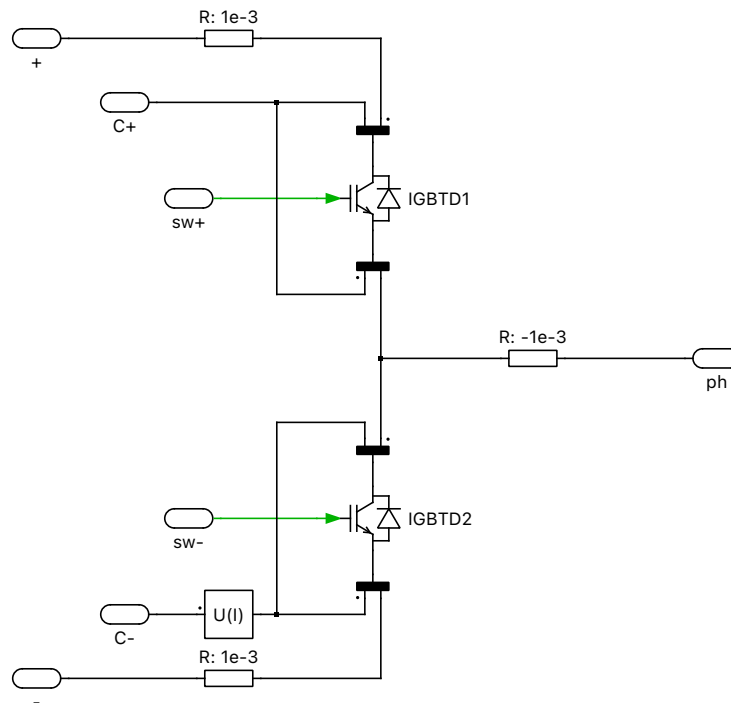 R: 1e-3
+
C+
sw+
IGBTD1
R: -1e-3
ph
sw-
IGBTD2
U(I)
C-
R: 1e-3
-